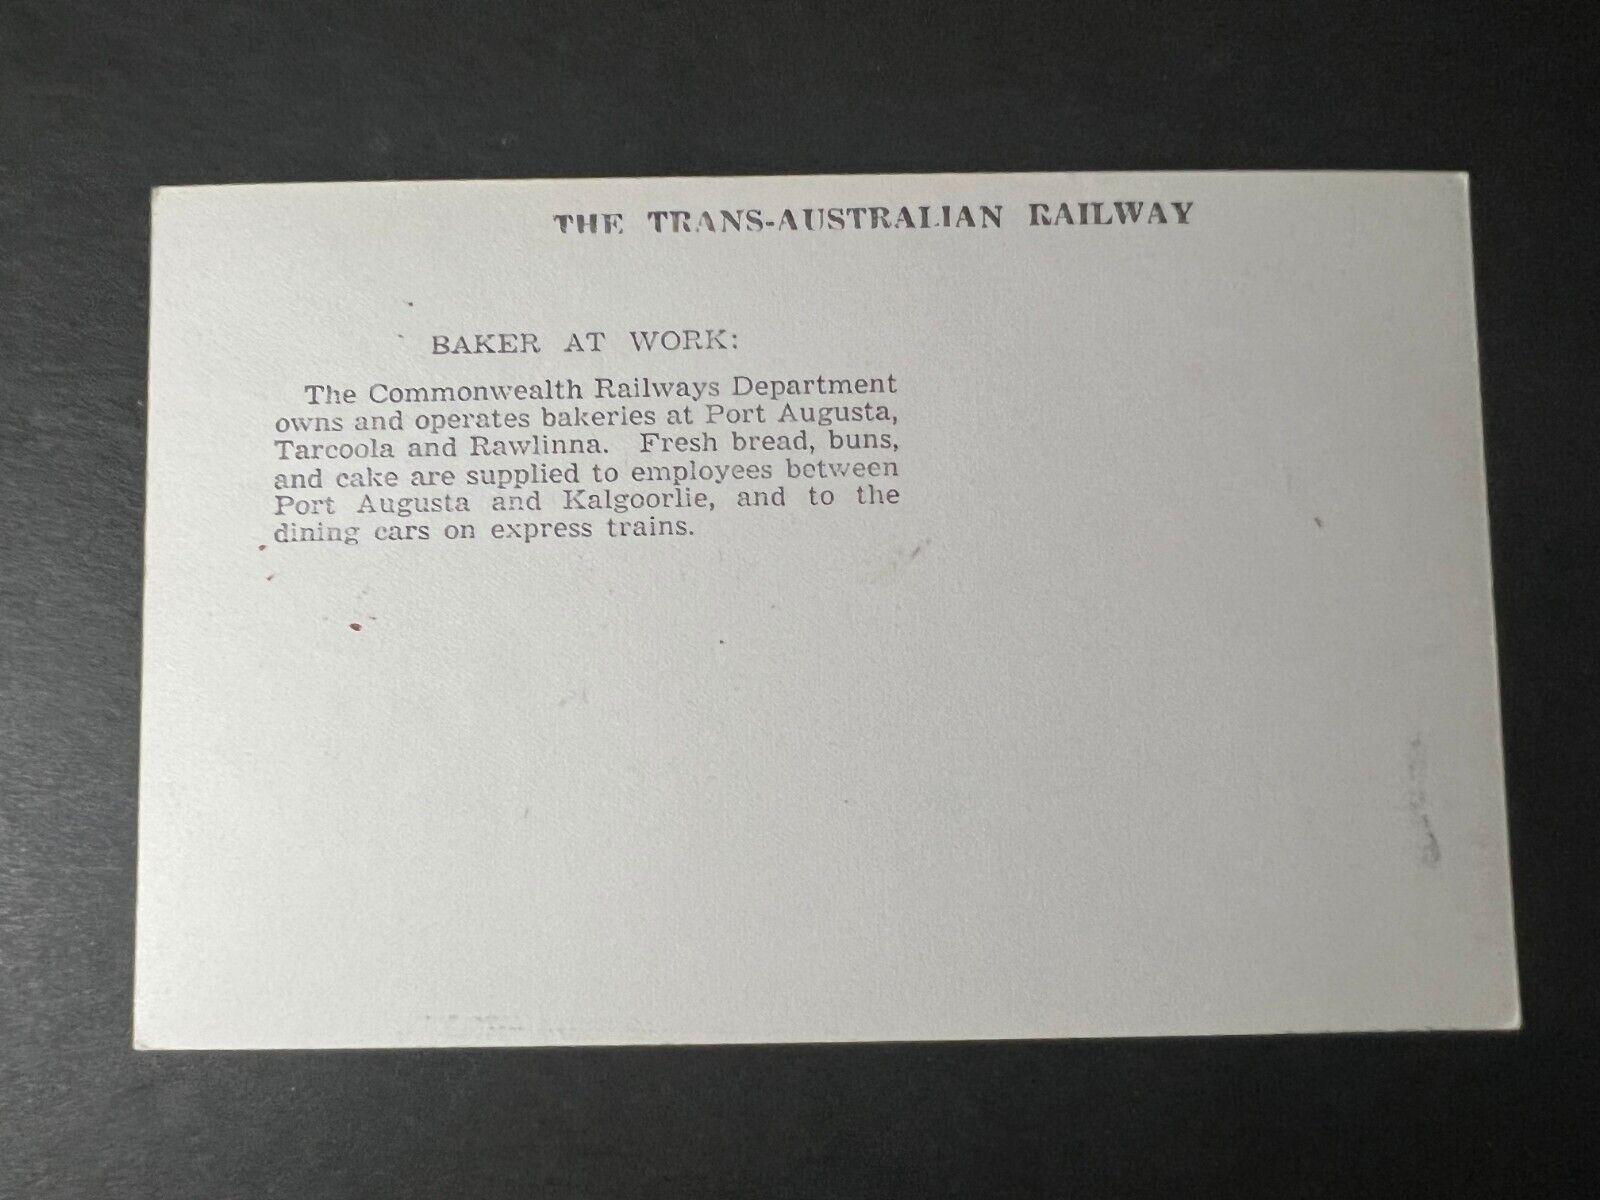 THE TRANS-AUSTRALIAN RAILWAY
BAKER AT WORK:
The Commonwealth Railways Department
owns and operates bakeries at Port Augusta,
Tarcoola and Rawlinna. Fresh bread, buns,
and cake are supplied to employees between
Port Augusta and Kalgoorlie, and to the
dining cars on express trains.